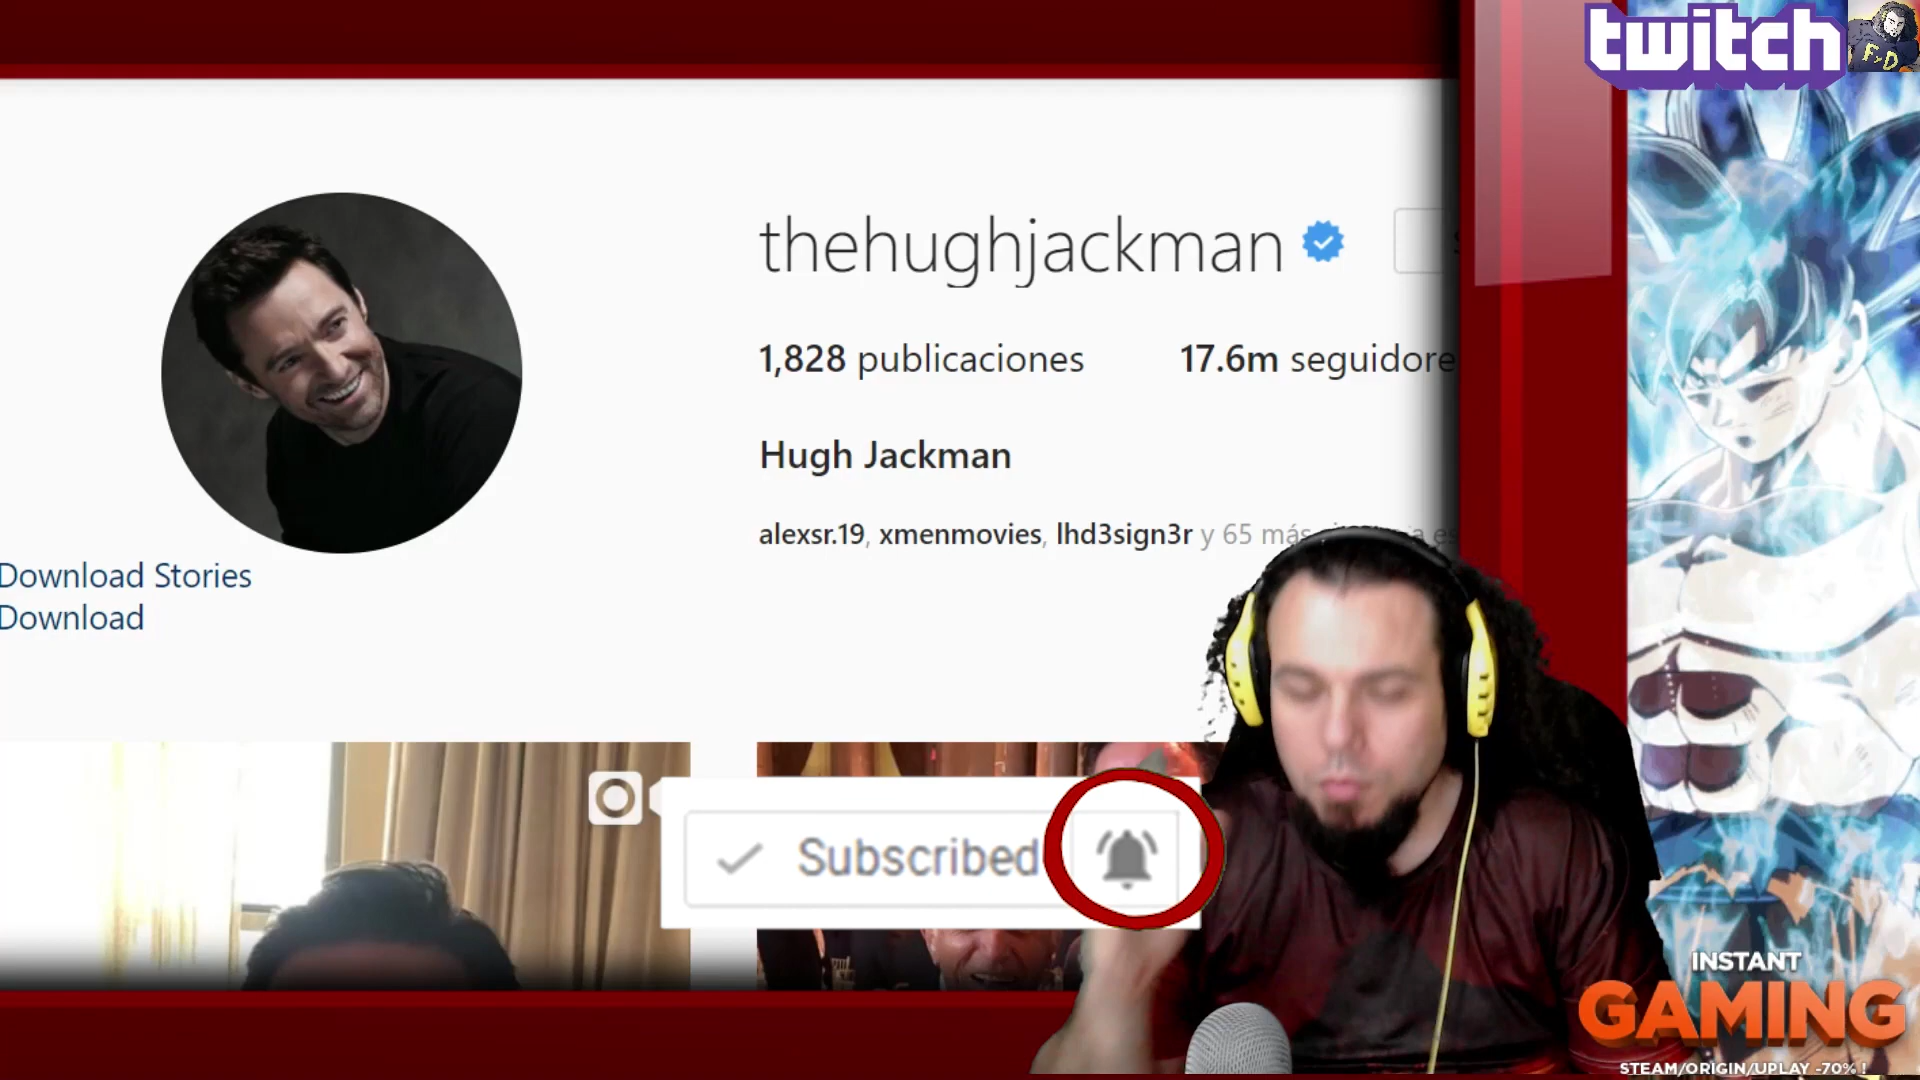 twitch
F.D
thehughjackman
1,828 publicaciones 17.6m seguidore
Hugh Jackman
alexsr.19, xmenmovies, lhd3sign3r y 65 más
Download Stories
Download
Subscribed
INSTANT
GAMING
STEAM/ORIGIN/UPLAY -70% !